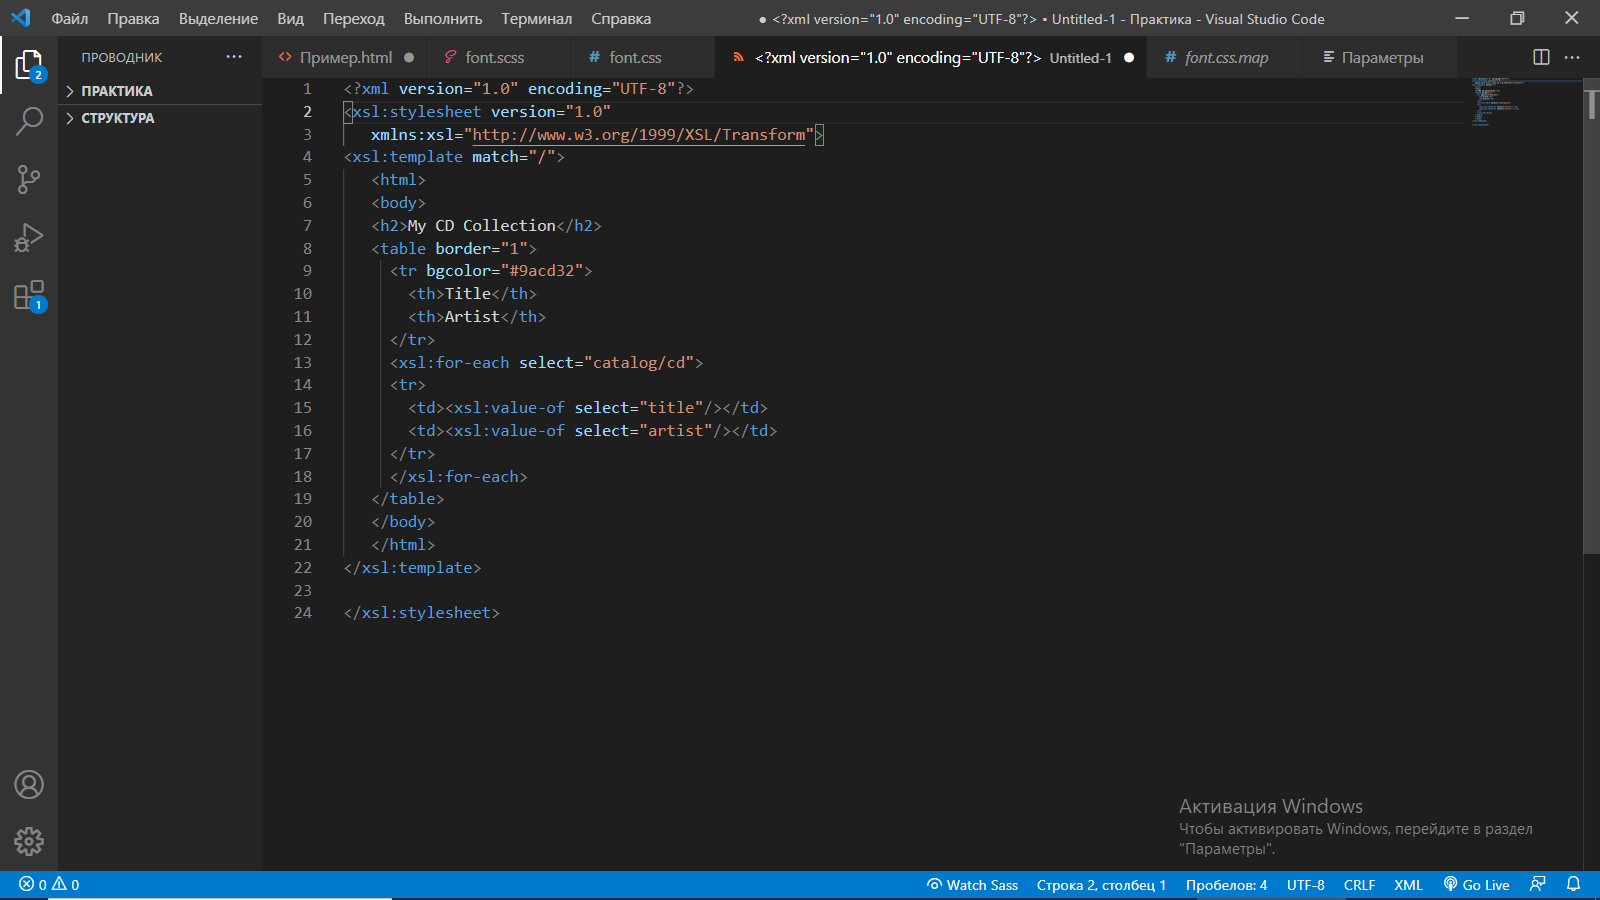 Файл Правка Выделение Вид Переход Выполнить Терминал Справка
● <?xml version="1.0" encoding="UTF-8"?> • Untitled-1 - Практика - Visual Studio Code
ПРОВОДНИК
Пример.html
font.scss
font.css
<?xml version="1.0" encoding="UTF-8"?> Untitled-1
font.css.map
Параметры
2
ПРАКТИКА
СТРУКТУРА
1
1 <?xml version="1.0" encoding="UTF-8"?>
2 <xsl:stylesheet version="1.0"
3 xmlns:xsl="http://www.w3.org/1999/XSL/Transform">
4 <xsl:template match="/">
5 <html>
6 <body>
7 <h2>My CD Collection</h2>
8 <table border="1">
9 <tr bgcolor="#9acd32">
10 <th>Title</th>
11 <th>Artist</th>
12 </tr>
13 <xsl:for-each select="catalog/cd">
14 <tr>
15 <td><xsl:value-of select="title"/></td>
16 <td><xsl:value-of select="artist"/></td>
17 </tr>
18 </xsl:for-each>
19 </table>
20 </body>
21 </html>
22 </xsl:template>
23
24 </xsl:stylesheet>
Активация Windows
Чтобы активировать Windows, перейдите в раздел
"Параметры".
0 0
Watch Sass Строка 2, столбец 1 Пробелов: 4 UTF-8 CRLF XML Go Live